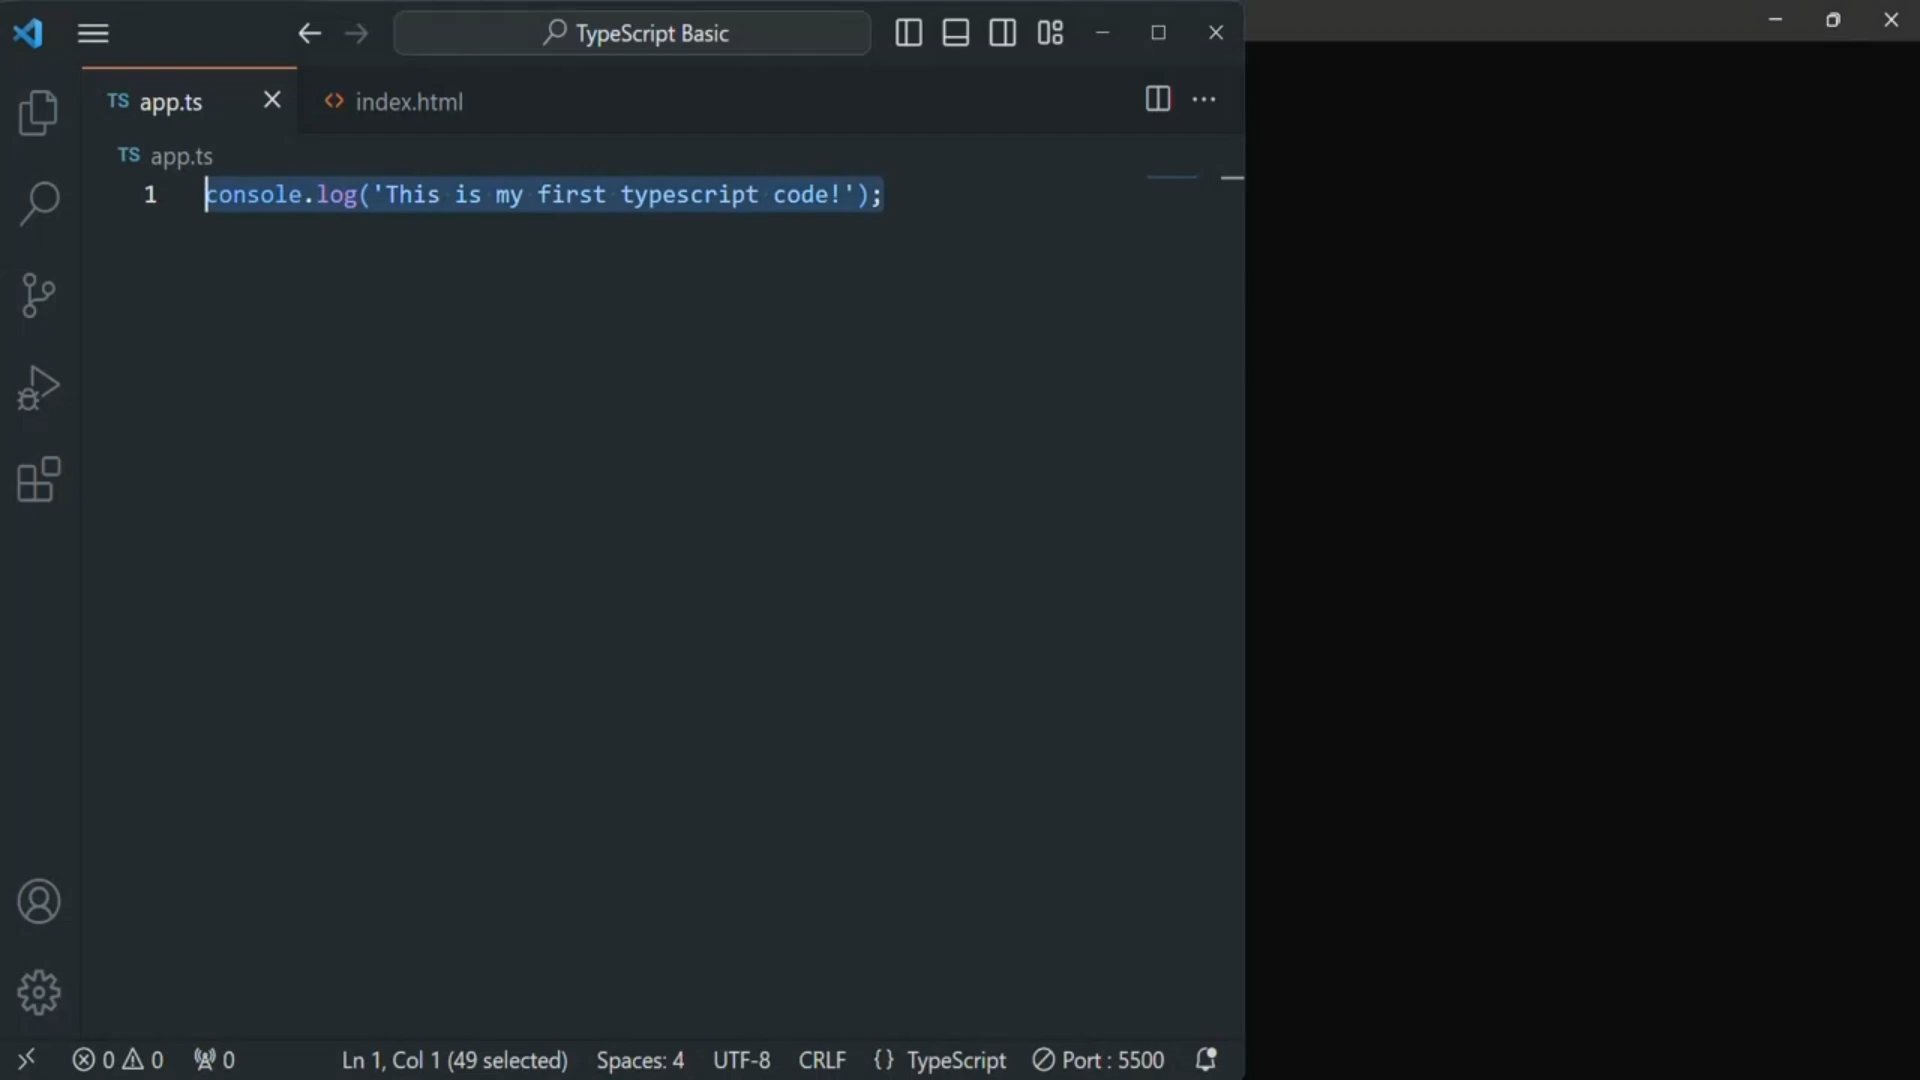 TypeScript Basic
TS app.ts
index.html
TS app.ts
1 console.log('This is my first typescript code!');
0 0 0 Ln 1, Col 1 (49 selected) Spaces: 4 UTF-8 CRLF {} TypeScript Port : 5500